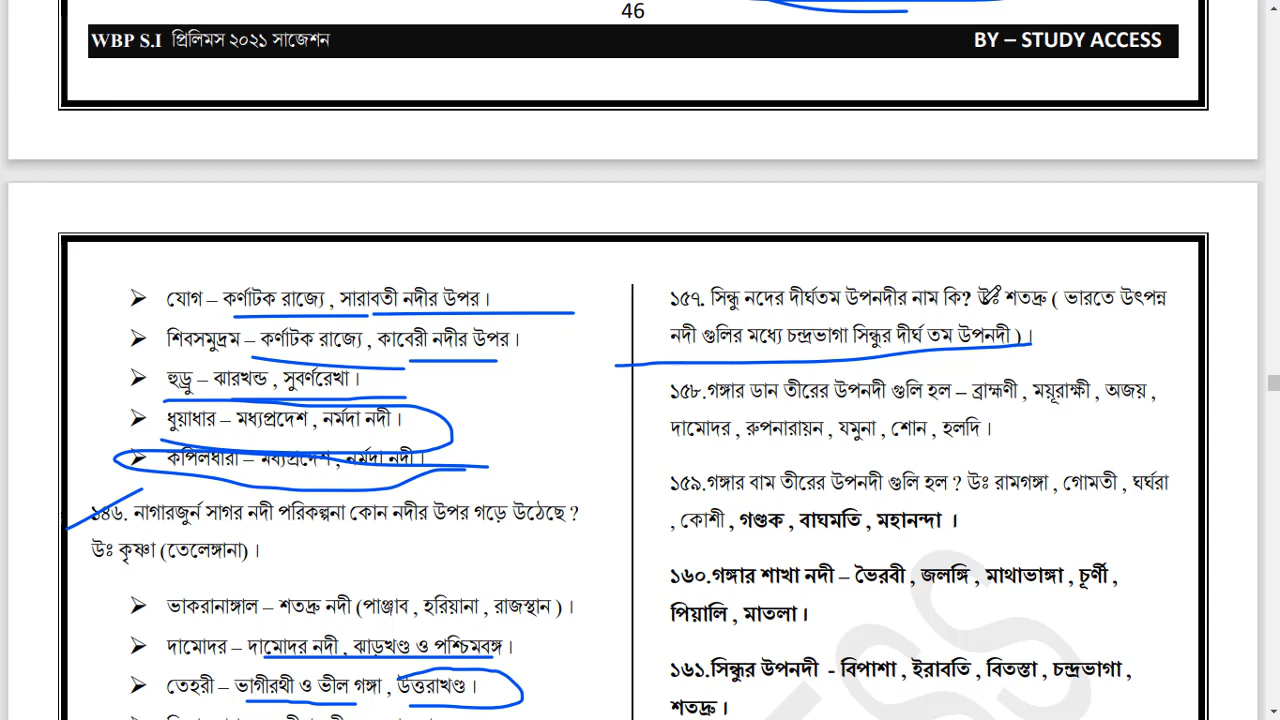 46
WBP S.I প্রিলিমস ২০২১ সাজেশন
BY – STUDY ACCESS
যোগ – কর্ণাটক রাজ্যে , সারাবতী নদীর উপর।
শিবসমুদ্রম – কর্ণাটক রাজ্যে , কাবেরী নদীর উপর।
হুড্রু – ঝারখন্ড , সুবর্ণরেখা।
ধুয়াধার – মধ্যপ্রদেশ , নর্মদা নদী।
কপিলধারা – মধ্যপ্রদেশ , নর্মদা নদী।
১৪৬. নাগারজুর্ন সাগর নদী পরিকল্পনা কোন নদীর উপর গড়ে উঠেছে ?
উঃ কৃষ্ণা (তেলেঙ্গানা)।
ভাকরানাঙ্গাল – শতদ্রু নদী (পাঞ্জাব , হরিয়ানা , রাজস্থান )।
দামোদর – দামোদর নদী , ঝাড়খণ্ড ও পশ্চিমবঙ্গ।
তেহরী – ভাগীরথী ও ভীল গঙ্গা , উত্তরাখণ্ড।
১৫৭. সিন্ধু নদের দীর্ঘতম উপনদীর নাম কি? উঃ শতদ্রু ( ভারতে উৎপন্ন
নদী গুলির মধ্যে চন্দ্রভাগা সিন্ধুর দীর্ঘ তম উপনদী )।
১৫৮.গঙ্গার ডান তীরের উপনদী গুলি হল – ব্রাহ্মণী , ময়ূরাক্ষী , অজয় ,
দামোদর , রুপনারায়ন , যমুনা , শোন , হলদি।
১৫৯.গঙ্গার বাম তীরের উপনদী গুলি হল ? উঃ রামগঙ্গা , গোমতী , ঘর্ঘরা
, কোশী , গণ্ডক , বাঘমতি , মহানন্দা ।
১৬০.গঙ্গার শাখা নদী – ভৈরবী , জলঙ্গি , মাথাভাঙ্গা , চূর্ণী ,
পিয়ালি , মাতলা।
১৬১.সিন্ধুর উপনদী - বিপাশা , ইরাবতি , বিতস্তা , চন্দ্রভাগা ,
শতদ্রু।